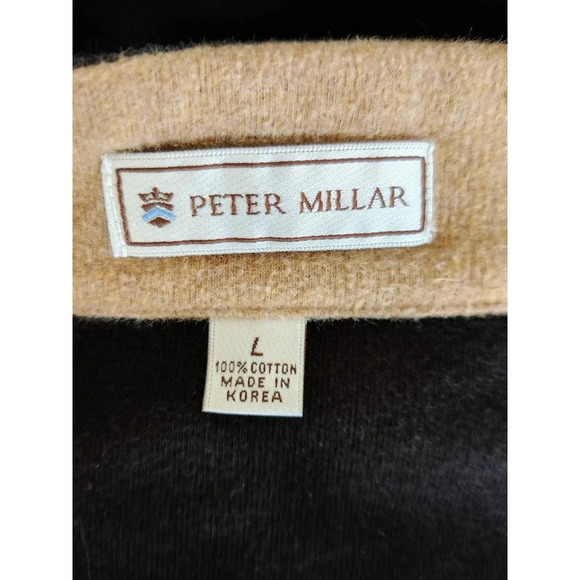 PETER MILLAR
L
100% COTTON
MADE IN
KOREA